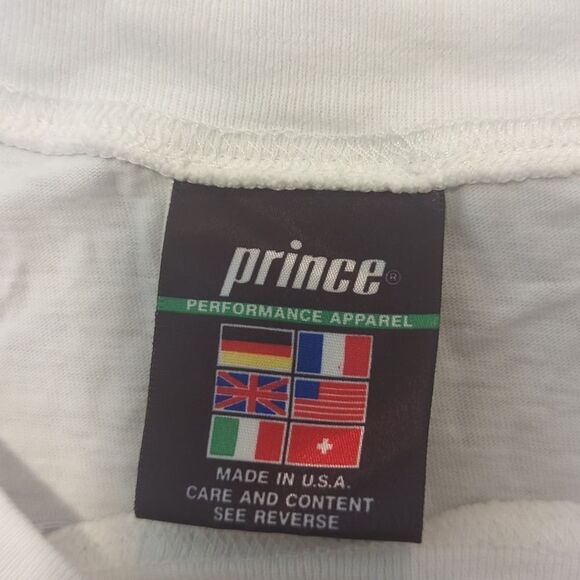 prince®
PERFORMANCE APPAREL
MADE IN U.S.A.
CARE AND CONTENT
SEE REVERSE